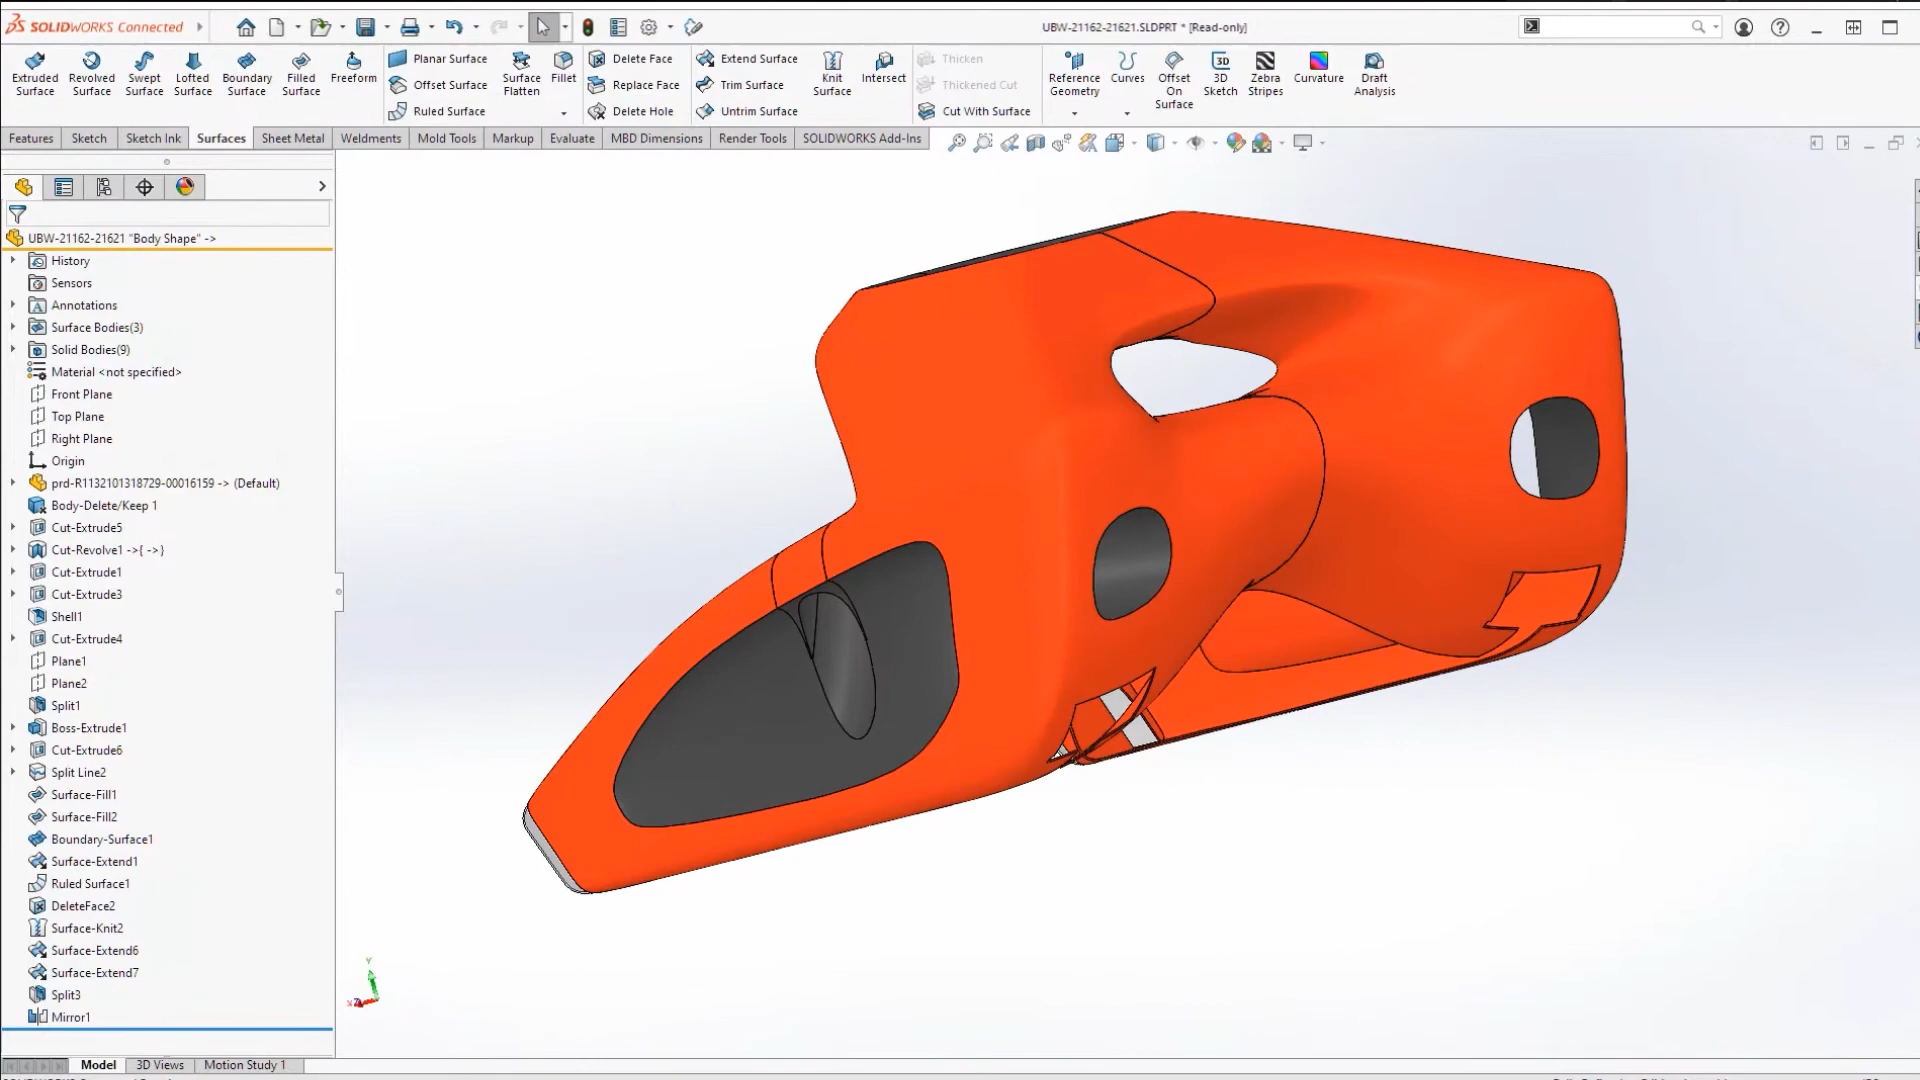 SOLIDWORKS Connected
UBW-21162-21621.SLDPRT * [Read-only]
Extruded Surface
Revolved Surface
Swept Surface
Lofted Surface
Boundary Surface
Filled Surface
Freeform
Planar Surface
Offset Surface
Ruled Surface
Surface Flatten
Fillet
Delete Face
Replace Face
Delete Hole
Extend Surface
Trim Surface
Untrim Surface
Knit Surface
Intersect
Thicken
Thickened Cut
Cut With Surface
Reference Geometry
Curves
Offset On Surface
3D Sketch
Zebra Stripes
Curvature
Draft Analysis
Features
Sketch
Sketch Ink
Surfaces
Sheet Metal
Weldments
Mold Tools
Markup
Evaluate
MBD Dimensions
Render Tools
SOLIDWORKS Add-Ins
UBW-21162-21621 "Body Shape" ->
History
Sensors
Annotations
Surface Bodies(3)
Solid Bodies(9)
Material <not specified>
Front Plane
Top Plane
Right Plane
Origin
prd-R1132101318729-00016159 -> (Default)
Body-Delete/Keep 1
Cut-Extrude5
Cut-Revolve1 ->{ ->}
Cut-Extrude1
Cut-Extrude3
Shell1
Cut-Extrude4
Plane1
Plane2
Split1
Boss-Extrude1
Cut-Extrude6
Split Line2
Surface-Fill1
Surface-Fill2
Boundary-Surface1
Surface-Extend1
Ruled Surface1
DeleteFace2
Surface-Knit2
Surface-Extend6
Surface-Extend7
Split3
Mirror1
Y
X
Z
Model
3D Views
Motion Study 1